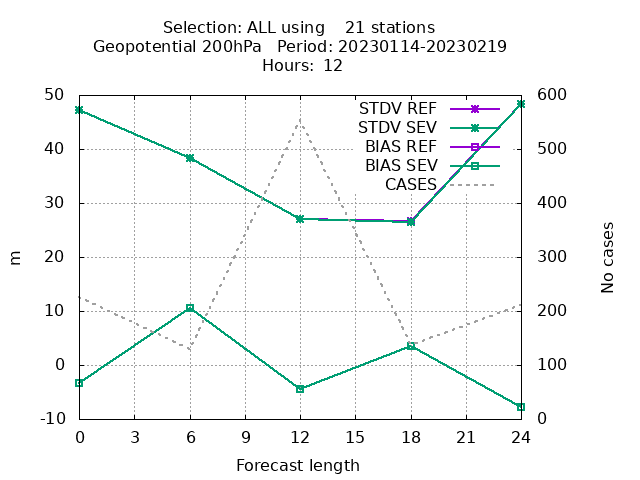 Selection: ALL using    21 stations
Geopotential 200hPa   Period: 20230114-20230219
Hours:  12
50 600
STDV REF
STDV SEV
40 BIAS REF 500
BIAS SEV
CASES
30 400
20 300
10 200
0 100
-10 0
m
No cases
0 3 6 9 12 15 18 21 24
Forecast length